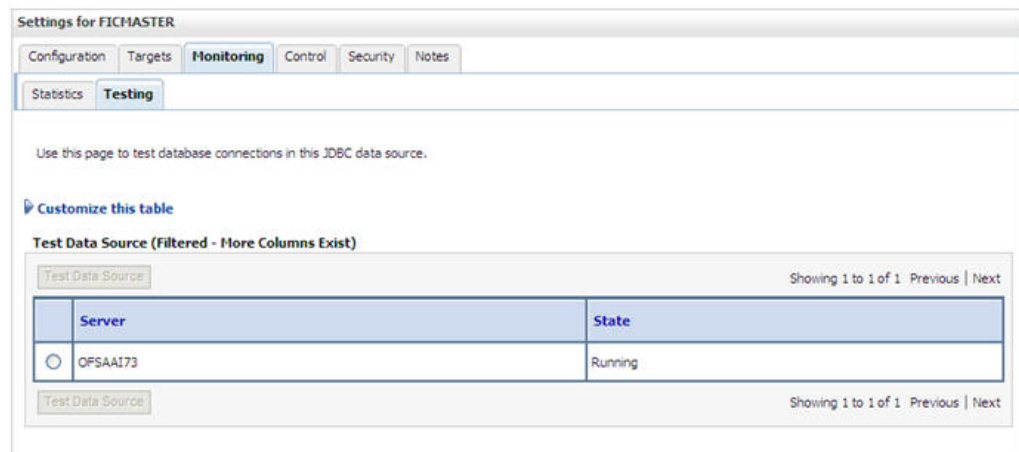 Settings for FICMASTER
Configuration Targets Monitoring Control Security Notes
Statistics Testing
Use this page to test database connections in this JDBC data source.
Customize this table
Test Data Source (Filtered - More Columns Exist)
Test Data Source Showing 1 to 1 of 1 Previous | Next
Server State
OFSAAI73 Running
Test Data Source Showing 1 to 1 of 1 Previous | Next